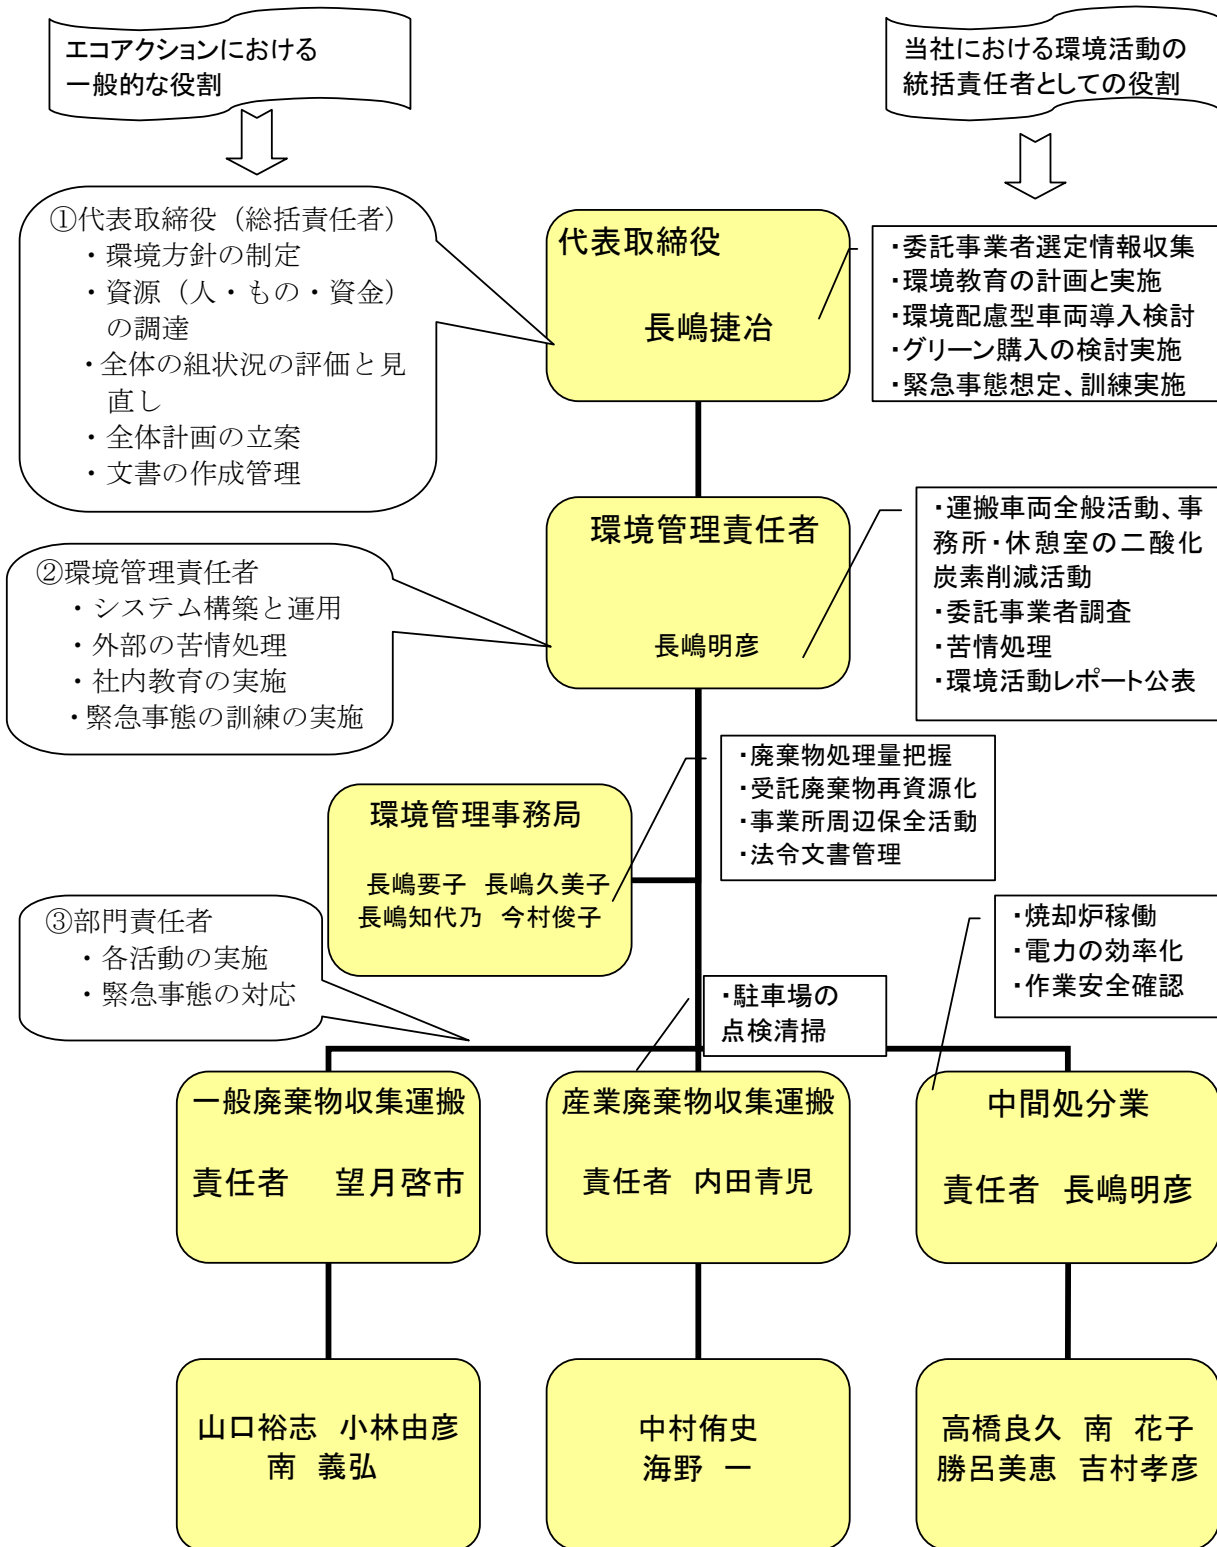 エコアクションにおける
一般的な役割
当社における環境活動の
統括責任者としての役割
①代表取締役（総括責任者）
・環境方針の制定
・資源（人・もの・資金）
の調達
・全体の組状況の評価と見
直し
・全体計画の立案
・文書の作成管理
代表取締役
長嶋捷冶
・委託事業者選定情報収集
・環境教育の計画と実施
・環境配慮型車両導入検討
・グリーン購入の検討実施
・緊急事態想定、訓練実施
②環境管理責任者
・システム構築と運用
・外部の苦情処理
・社内教育の実施
・緊急事態の訓練の実施
環境管理責任者
長嶋明彦
・運搬車両全般活動、事
務所・休憩室の二酸化
炭素削減活動
・委託事業者調査
・苦情処理
・環境活動レポート公表
環境管理事務局
長嶋要子 長嶋久美子
長嶋知代乃 今村俊子
・廃棄物処理量把握
・受託廃棄物再資源化
・事業所周辺保全活動
・法令文書管理
③部門責任者
・各活動の実施
・緊急事態の対応
・駐車場の
点検清掃
・焼却炉稼働
・電力の効率化
・作業安全確認
一般廃棄物収集運搬
責任者 望月啓市
産業廃棄物収集運搬
責任者 内田青児
中間処分業
責任者 長嶋明彦
山口裕志 小林由彦
南 義弘
中村侑史
海野 一
高橋良久 南 花子
勝呂美恵 吉村孝彦